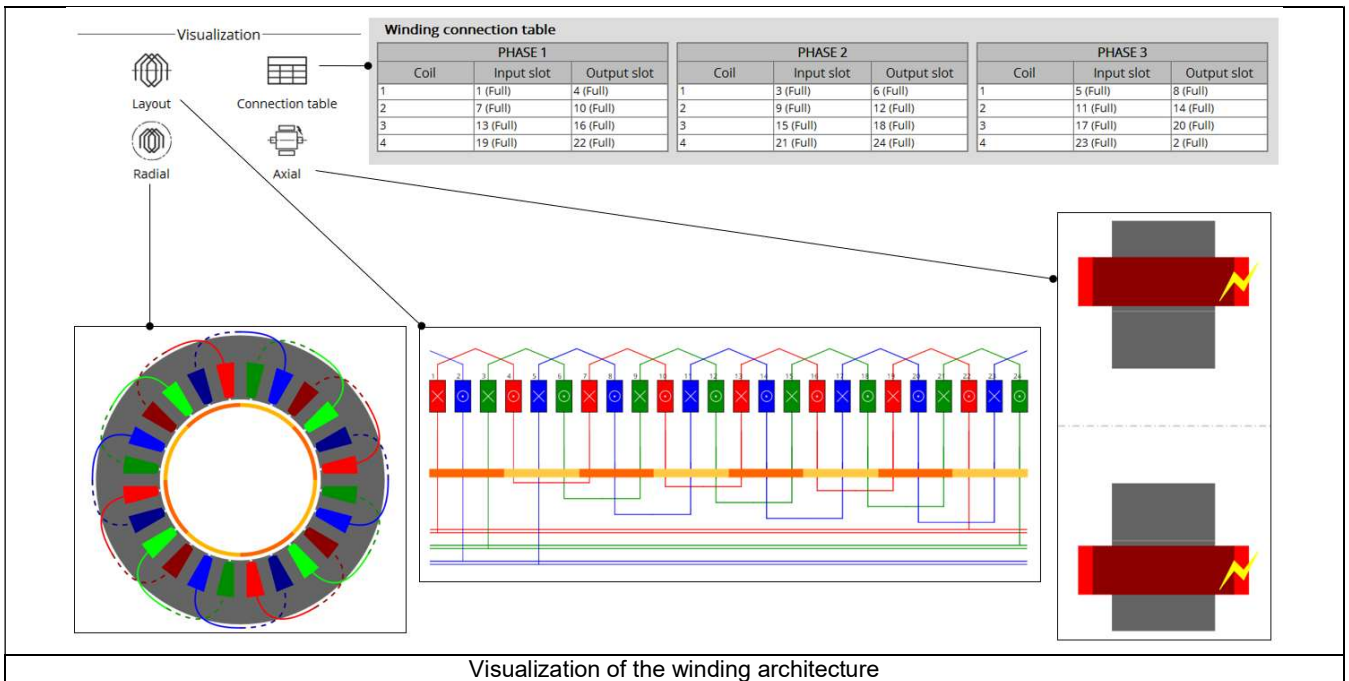 Visualization
Layout
Connection table
Radial
Axial
Winding connection table
PHASE 1 PHASE 2 PHASE 3
Coil Input slot Output slot Coil Input slot Output slot Coil Input slot Output slot
1 1 (Full) 4 (Full) 1 3 (Full) 6 (Full) 1 5 (Full) 8 (Full)
2 7 (Full) 10 (Full) 2 9 (Full) 12 (Full) 2 11 (Full) 14 (Full)
3 13 (Full) 16 (Full) 3 15 (Full) 18 (Full) 3 17 (Full) 20 (Full)
4 19 (Full) 22 (Full) 4 21 (Full) 24 (Full) 4 23 (Full) 2 (Full)
1 2 3 4 5 6 7 8 9 10 11 12 13 14 15 16 17 18 19 20 21 22 23 24
Visualization of the winding architecture